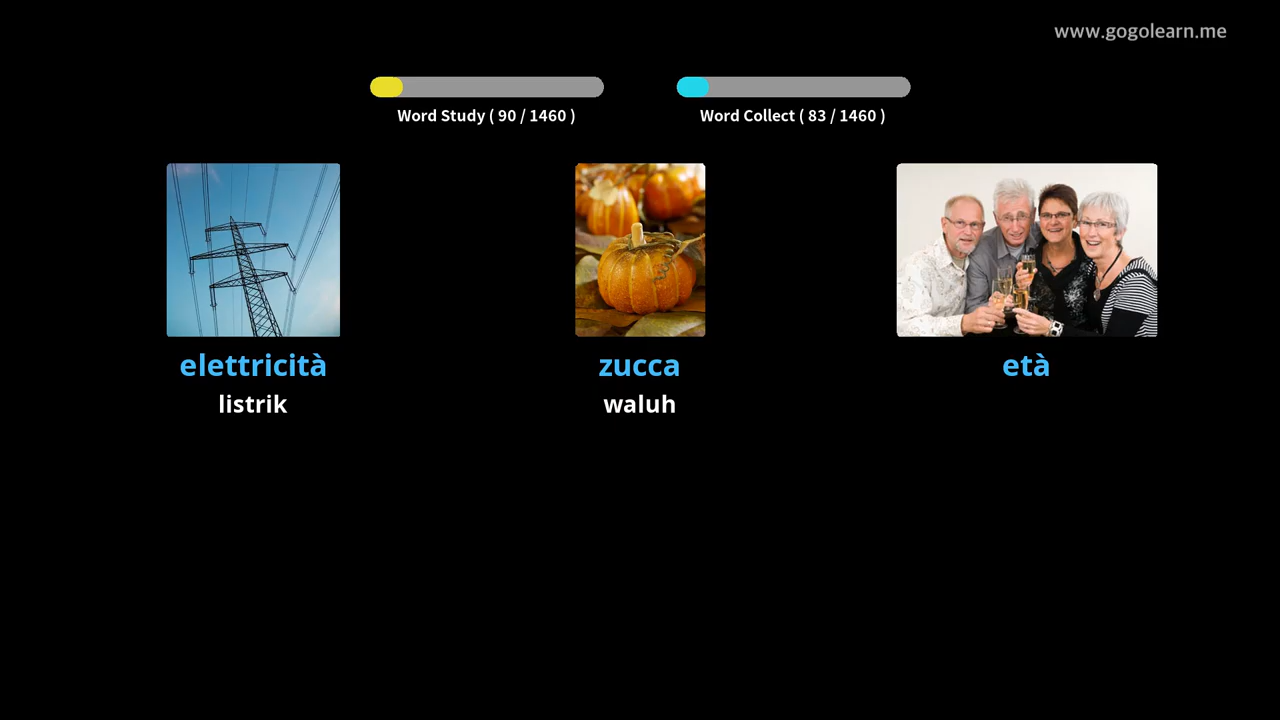 www.gogolearn.me
Word Study ( 90 / 1460 )
Word Collect ( 83 / 1460 )
elettricità
zucca
età
listrik
waluh